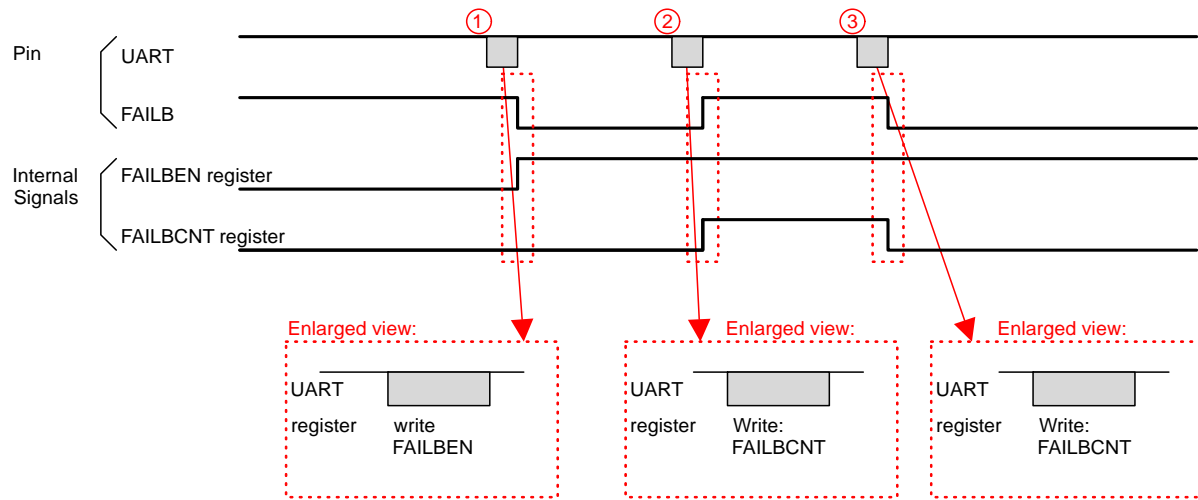 ① ② ③
Pin
UART
FAILB
Internal
Signals
FAILBEN register
FAILBCNT register
Enlarged view:
UART
register write
FAILBEN
Enlarged view:
UART
register Write:
FAILBCNT
Enlarged view:
UART
register Write:
FAILBCNT